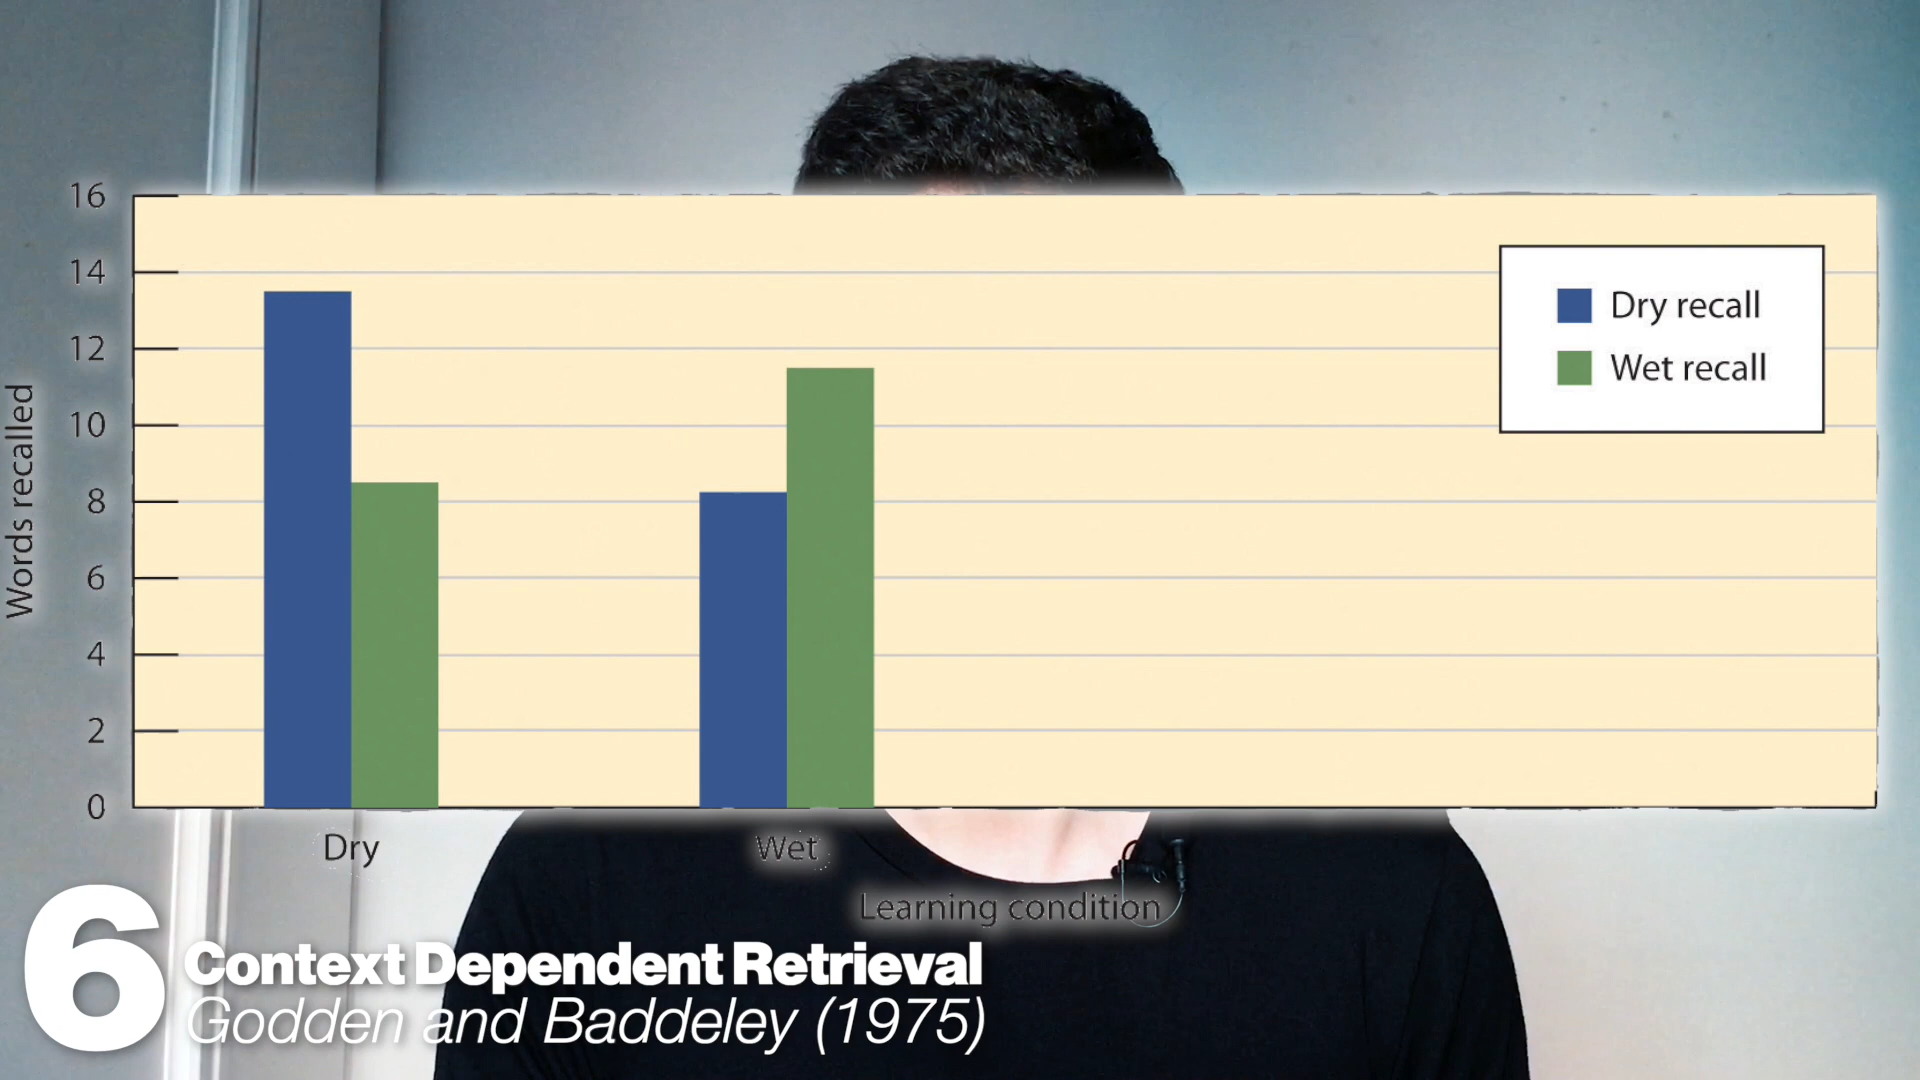 16
14
12
10
8
6
4
2
0
Words recalled
Dry recall
Wet recall
Dry
Wet
Learning condition
6
Context Dependent Retrieval
Godden and Baddeley (1975)